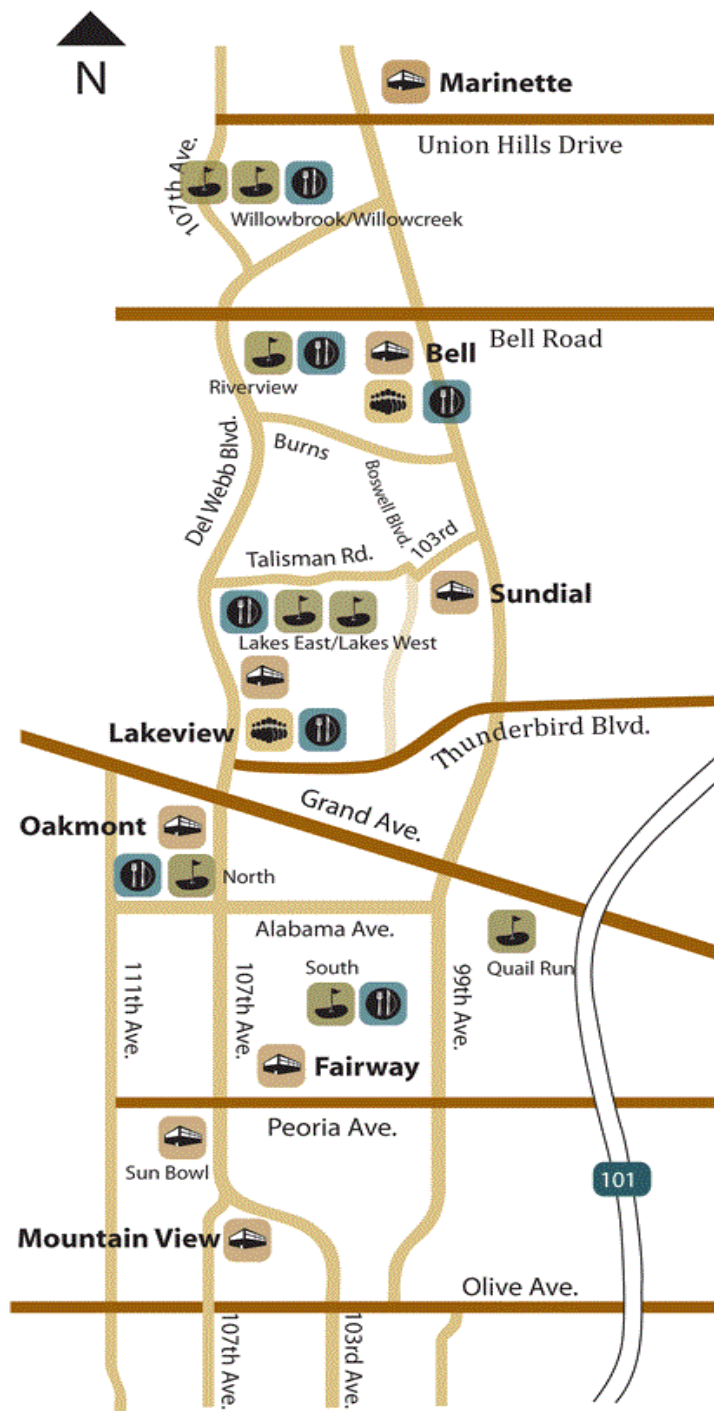 N
Marinette
Union Hills Drive
107th Ave.
Willowbrook/Willowcreek
Bell Road
Riverview
Bell
Del Webb Blvd.
Burns
Boswell Blvd.
103rd
Talisman Rd.
Sundial
Lakes East/Lakes West
Lakeview
Thunderbird Blvd.
Grand Ave.
Oakmont
North
Alabama Ave.
111th Ave.
107th Ave.
South
99th Ave.
Quail Run
Fairway
Peoria Ave.
Sun Bowl
101
Mountain View
Olive Ave.
107th Ave.
103rd Ave.